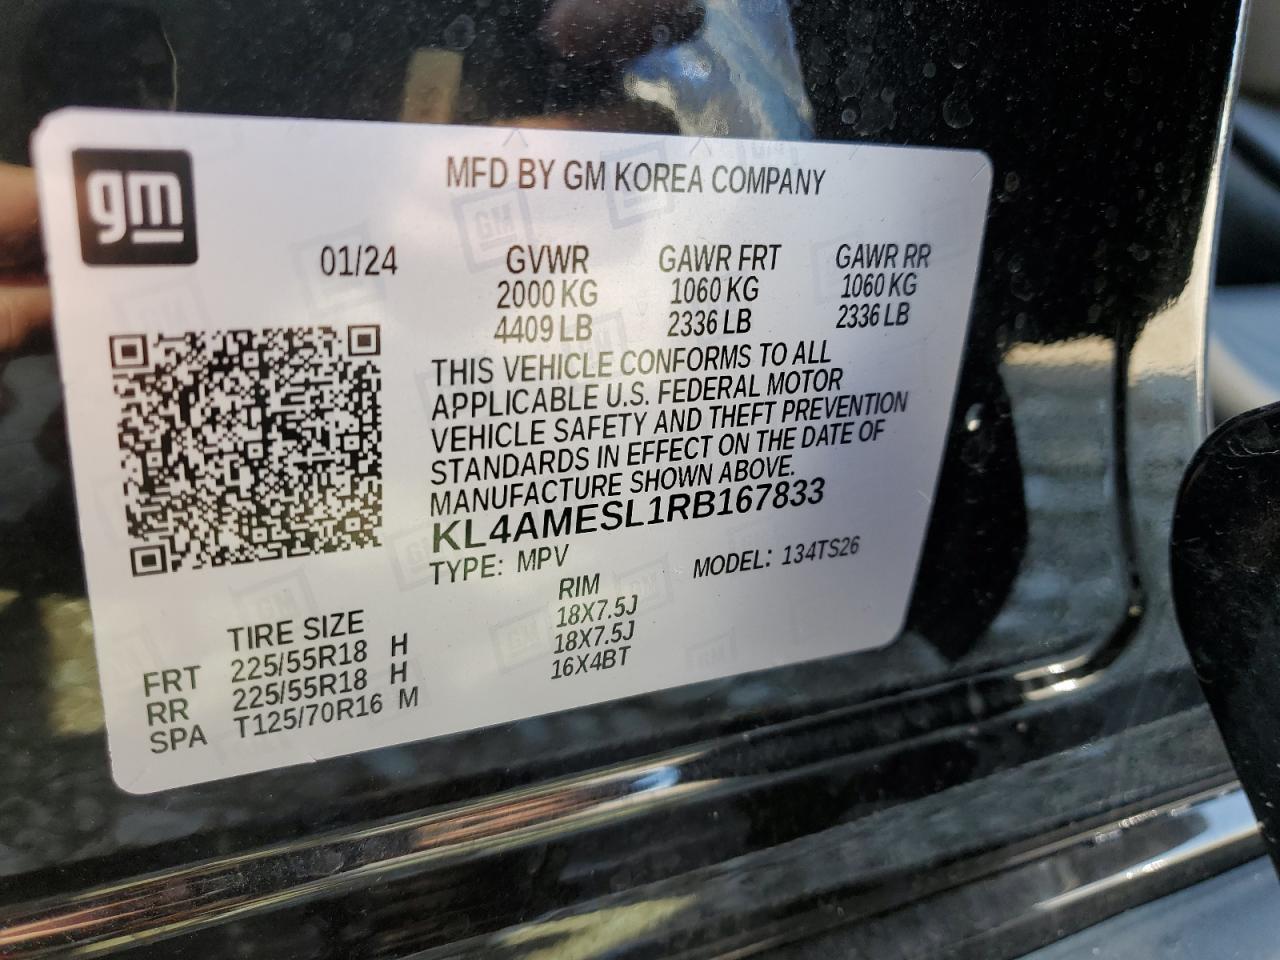 gm
MFD BY GM KOREA COMPANY
01/24 GVWR GAWR FRT GAWR RR
2000 KG 1060 KG 1060 KG
4409 LB 2336 LB 2336 LB
THIS VEHICLE CONFORMS TO ALL
APPLICABLE U.S. FEDERAL MOTOR
VEHICLE SAFETY AND THEFT PREVENTION
STANDARDS IN EFFECT ON THE DATE OF
MANUFACTURE SHOWN ABOVE.
KL4AMESL1RB167833
TYPE: MPV MODEL: 134TS26
TIRE SIZE RIM
FRT 225/55R18 H 18X7.5J
RR 225/55R18 H 18X7.5J
SPA T125/70R16 M 16X4BT